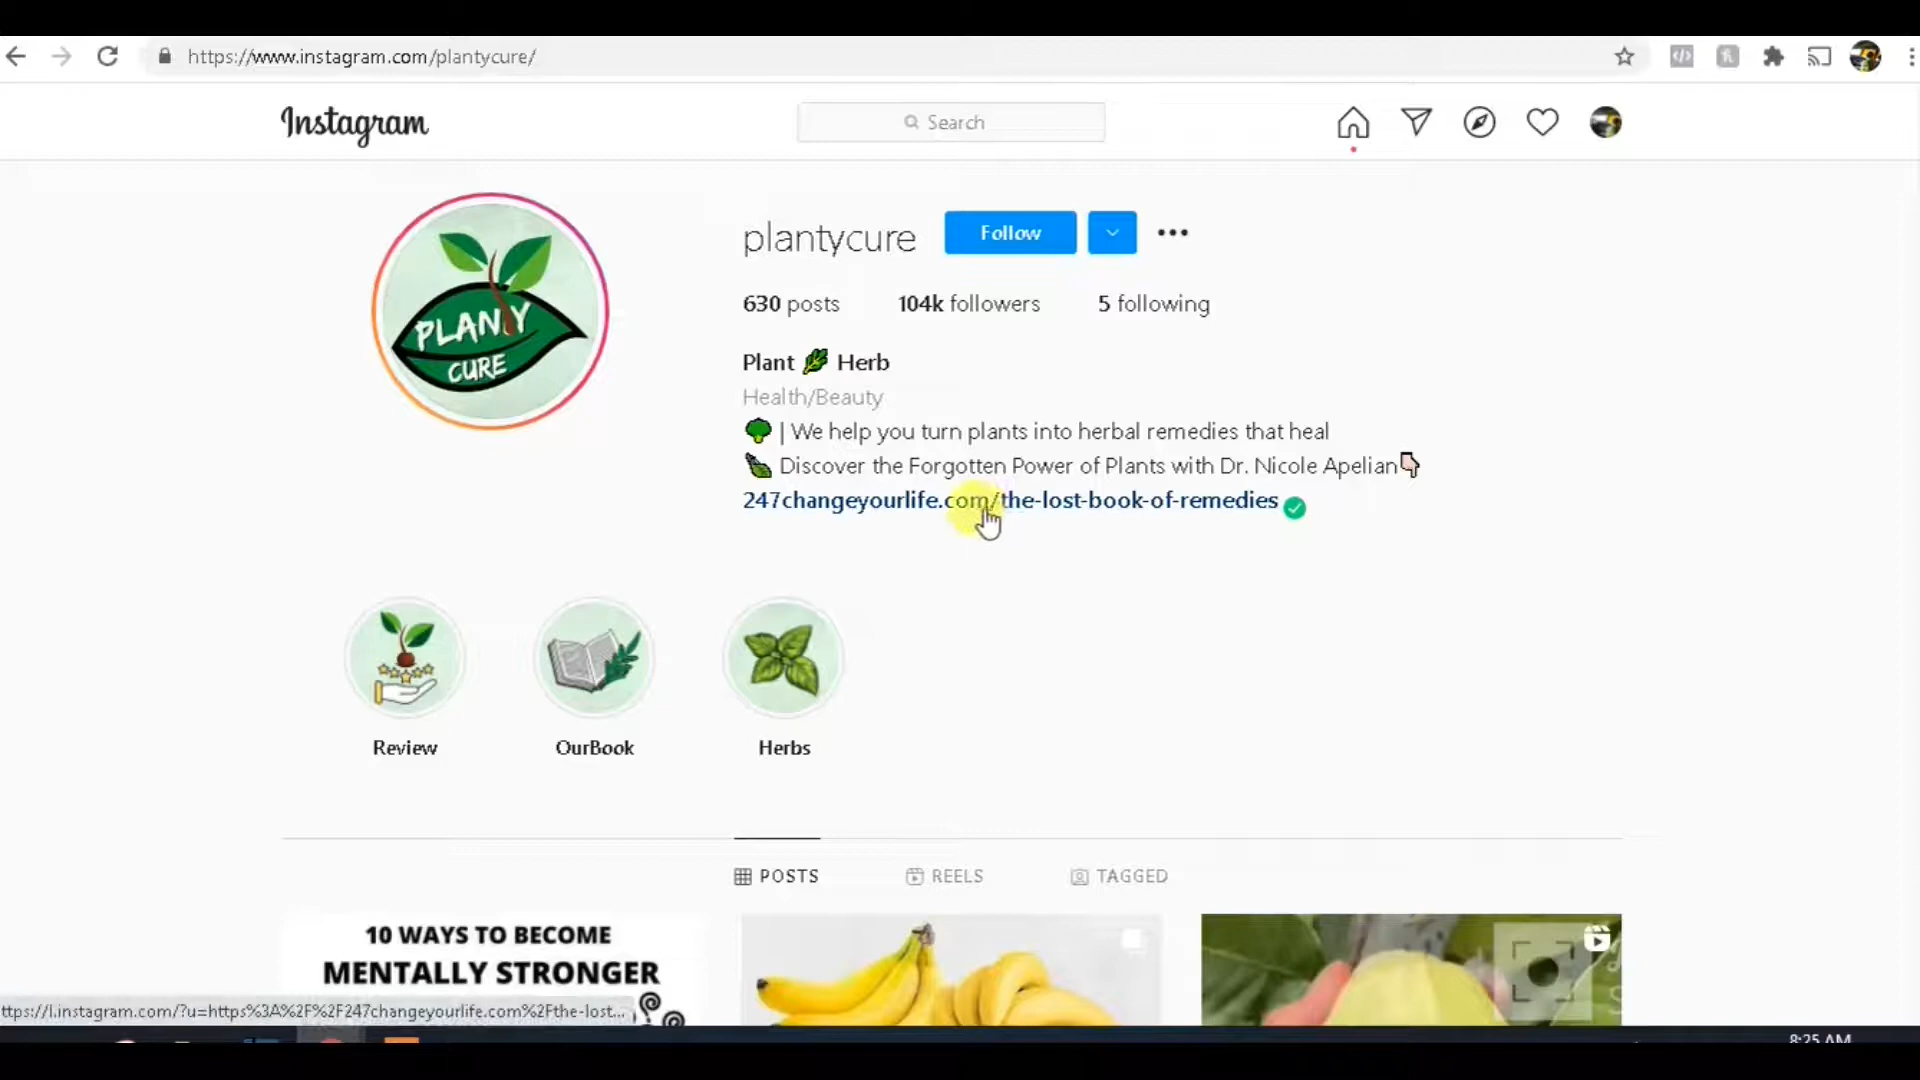 https://www.instagram.com/plantycure/
Instagram
Search
plantycure
Follow
630 posts 104k followers 5 following
PLANTY
CURE
Plant Herb
Health/Beauty
| We help you turn plants into herbal remedies that heal
Discover the Forgotten Power of Plants with Dr. Nicole Apelian
247changeyourlife.com/the-lost-book-of-remedies
Review OurBook Herbs
POSTS REELS TAGGED
10 WAYS TO BECOME
MENTALLY STRONGER
ttps://l.instagram.com/?u=https%3A%2F%2F247changeyourlife.com%2Fthe-lost...
8:25 AM